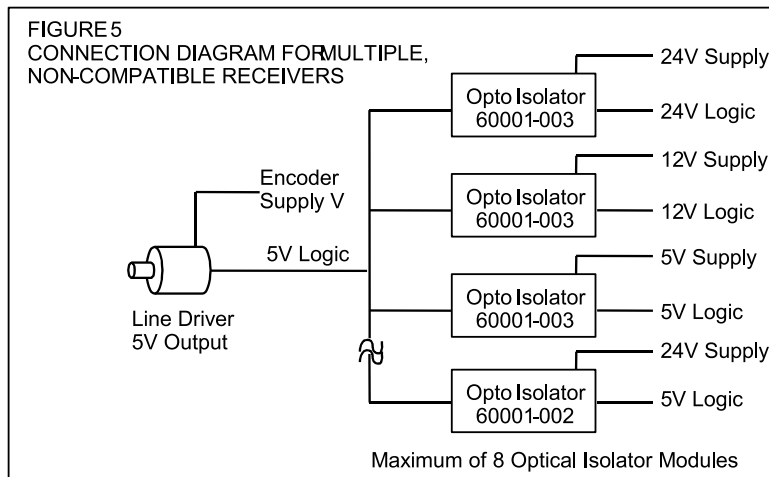 FIGURE 5
CONNECTION DIAGRAM FOR MULTIPLE,
NON-COMPATIBLE RECEIVERS
24V Supply
Opto Isolator
60001-003
24V Logic
12V Supply
Opto Isolator
60001-003
12V Logic
Encoder
Supply V
5V Logic
5V Supply
Opto Isolator
60001-003
5V Logic
Line Driver
5V Output
24V Supply
Opto Isolator
60001-002
5V Logic
Maximum of 8 Optical Isolator Modules